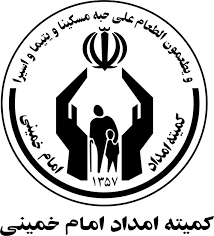 و یطعمون الطعام علی حبه مسکینا و یتیما و اسیرا
کمیته امداد
امام خمینی
۱۳۵۷
کمیته امداد امام خمینی